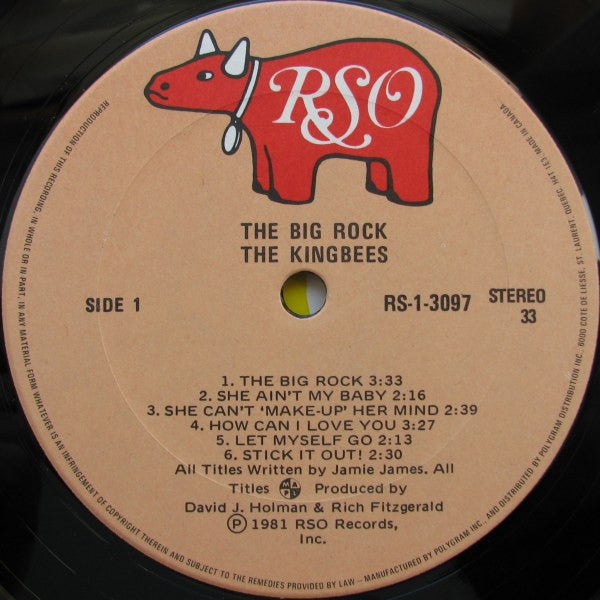 RSO
THE BIG ROCK
THE KINGBEES
SIDE 1
RS-1-3097
STEREO
33
1. THE BIG ROCK 3:33
2. SHE AIN'T MY BABY 2:16
3. SHE CAN'T 'MAKE-UP' HER MIND 2:39
4. HOW CAN I LOVE YOU 3:27
5. LET MYSELF GO 2:13
6. STICK IT OUT! 2:30
All Titles Written by Jamie James. All
Titles MAPL Produced by
David J. Holman & Rich Fitzgerald
Ⓟ 1981 RSO Records,
Inc.
REPRODUCTION OF THIS RECORDING, IN WHOLE OR IN PART, IN ANY MATERIAL FORM WHATEVER IS AN INFRINGEMENT OF COPYRIGHT THEREIN AND SUBJECT TO THE REMEDIES PROVIDED BY LAW – MANUFACTURED BY POLYGRAM INC., AND DISTRIBUTED BY POLYGRAM DISTRIBUTION INC. 6000 COTE DE LIESSE, ST. LAURENT, QUEBEC, H4T 1E3 MADE IN CANADA